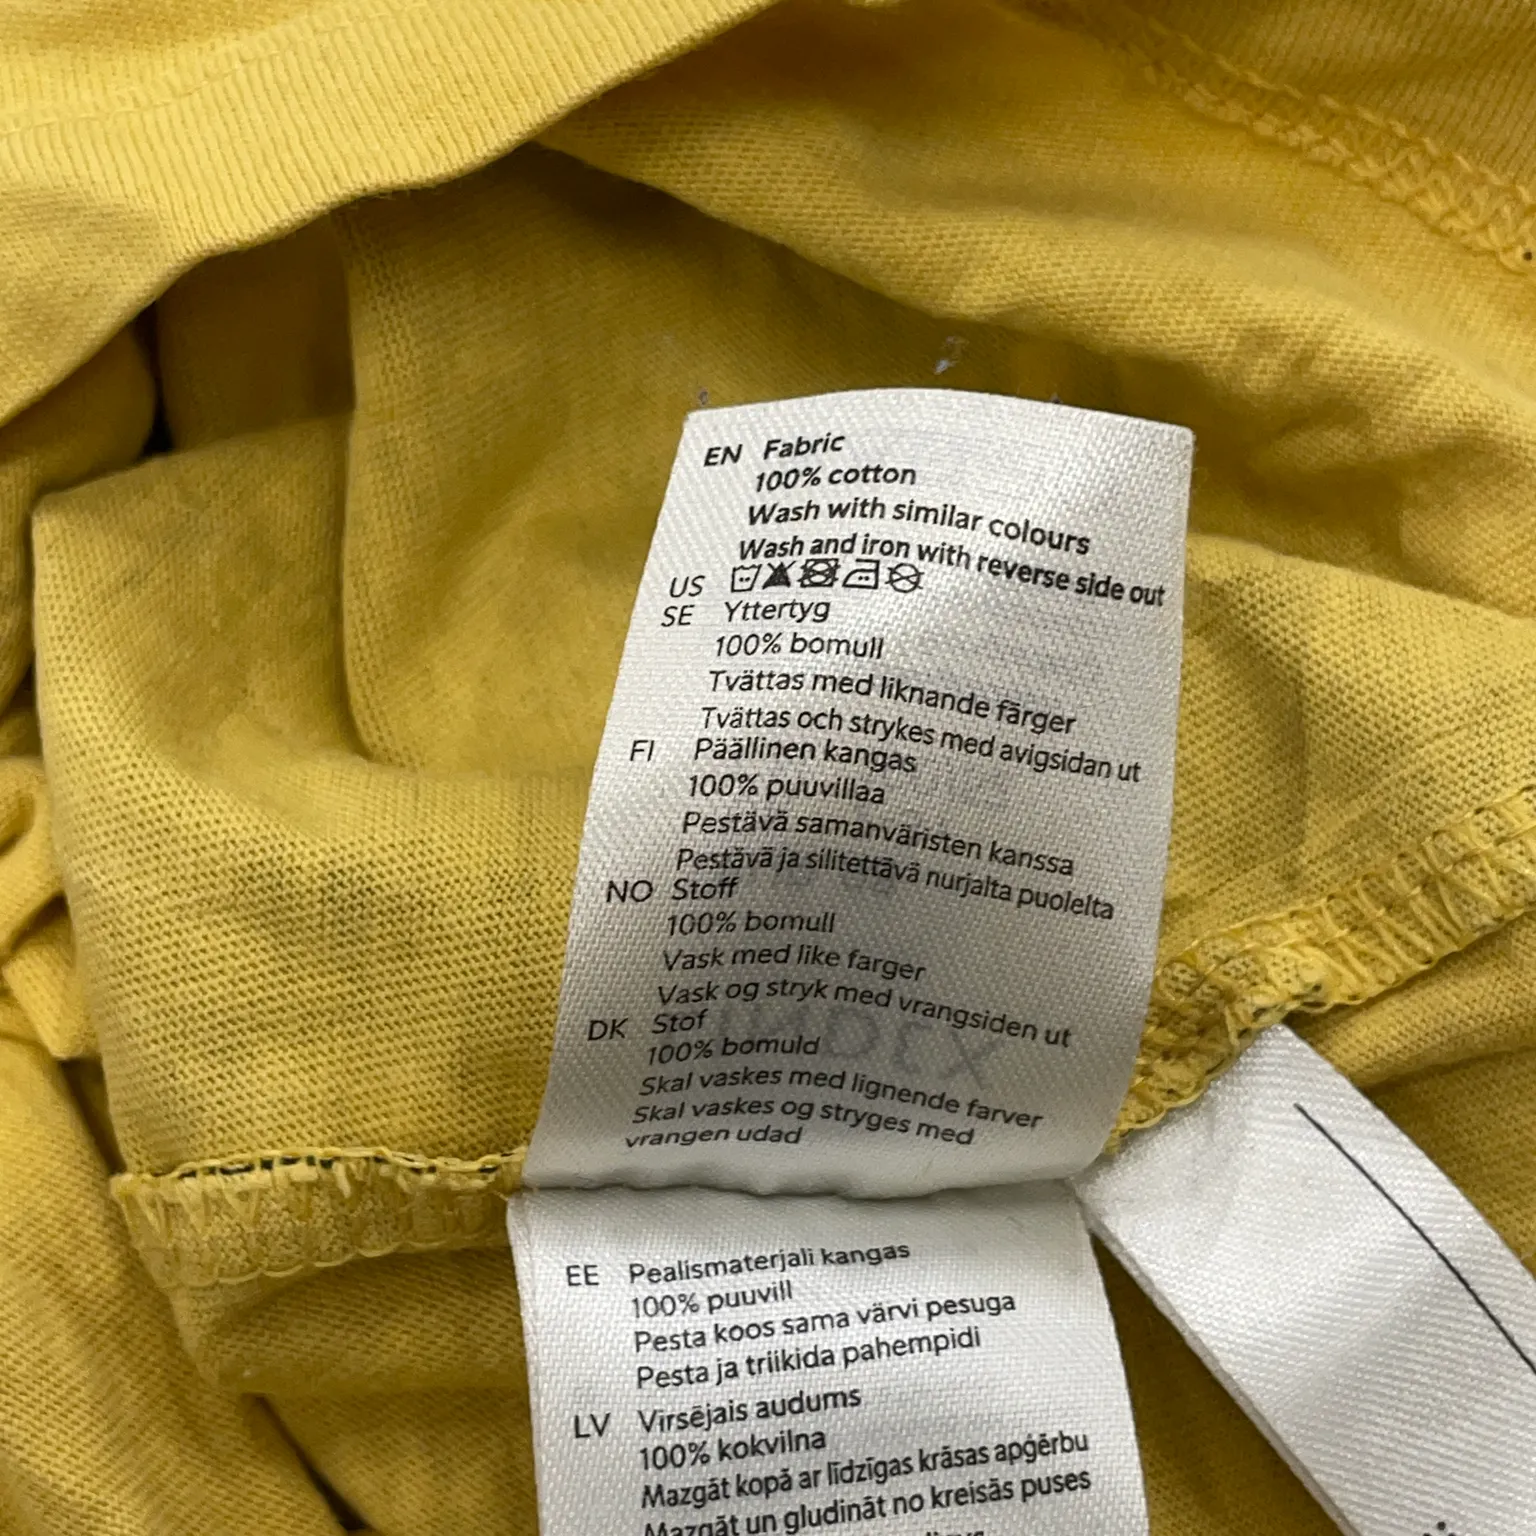 EN Fabric
100% cotton
Wash with similar colours
Wash and iron with reverse side out
US
SE Yttertyg
100% bomull
Tvättas med liknande färger
Tvättas och strykes med avigsidan ut
FI Päällinen kangas
100% puuvillaa
Pestävä samanväristen kanssa
Pestävä ja silitettävä nurjalta puolelta
NO Stoff
100% bomull
Vask med like farger
Vask og stryk med vrangsiden ut
DK Stof
100% bomuld
Skal vaskes med lignende farver
Skal vaskes og stryges med
vrangen udad
EE Pealismaterjali kangas
100% puuvill
Pesta koos sama värvi pesuga
Pesta ja triikida pahempidi
LV Virsējais audums
100% kokvilna
Mazgāt kopā ar līdzīgas krāsas apģērbu
Mazgāt un gludināt no kreisās puses